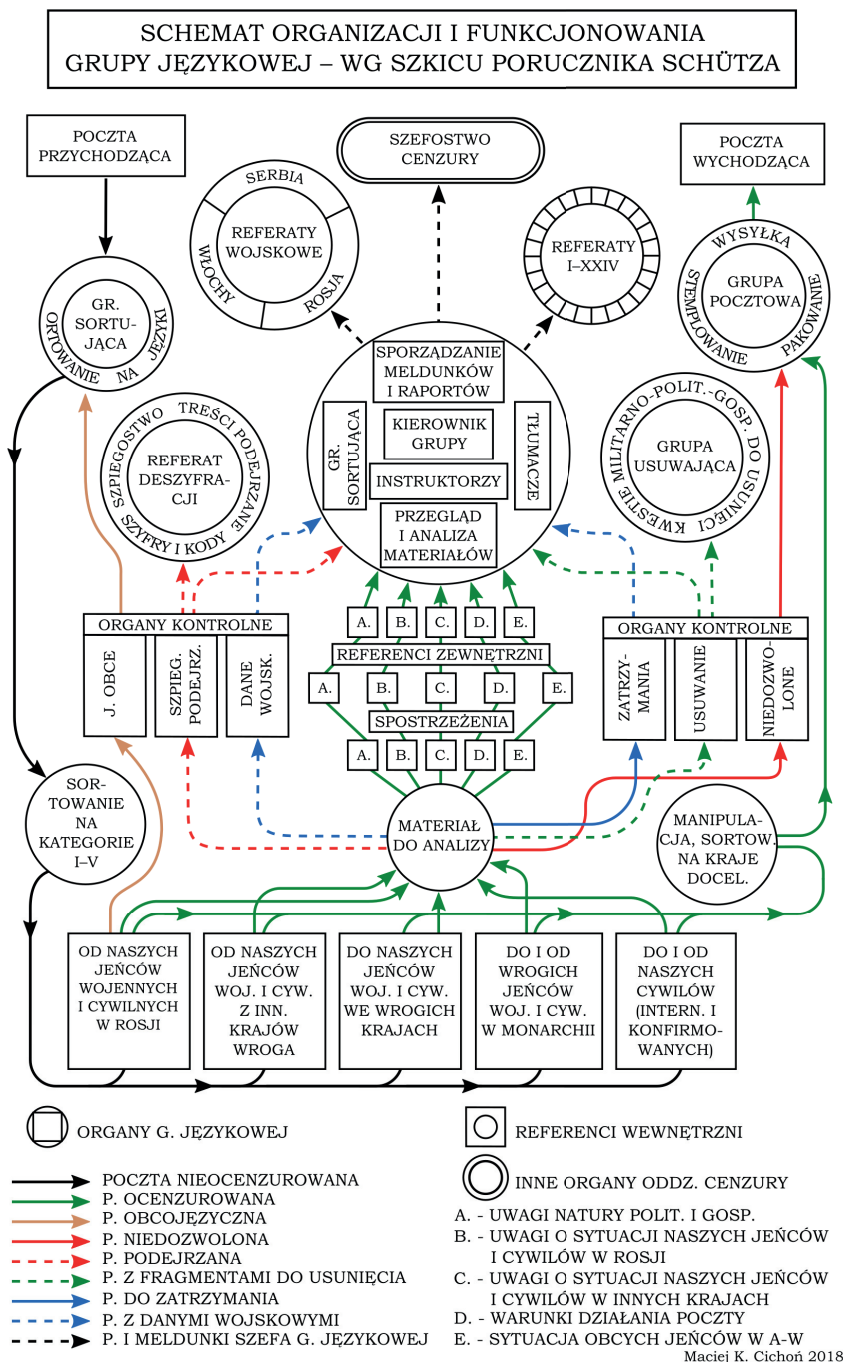 SCHEMAT ORGANIZACJI I FUNKCJONOWANIA
GRUPY JĘZYKOWEJ – WG SZKICU PORUCZNIKA SCHÜTZA
POCZTA
PRZYCHODZĄCA
SZEFOSTWO
CENZURY
POCZTA
WYCHODZĄCA
SERBIA
WŁOCHY
ROSJA
REFERATY
WOJSKOWE
REFERATY
I–XXIV
WYSYŁKA
STEMPLOWANIE
PAKOWANIE
GRUPA
POCZTOWA
GR.
SORTU-
JĄCA
ORTOWANIE NA JĘZYKI
SPORZĄDZANIE
MELDUNKÓW
I RAPORTÓW
GR.
SORTUJĄCA
KIEROWNIK
GRUPY
TŁUMACZE
INSTRUKTORZY
PRZEGLĄD
I ANALIZA
MATERIAŁÓW
SZPIEGOSTWO TREŚCI PODEJRZANE
SZYFRY I KODY
REFERAT
DESZYFRA-
CJI
KWESTIE MILITARNO-POLIT.-GOSP. DO USUNIĘCI
GRUPA
USUWAJĄCA
ORGANY KONTROLNE
J. OBCE
SZPIEG.
PODEJRZ.
DANE
WOJSK.
A. B. C. D. E.
REFERENCI ZEWNĘTRZNI
A. B. C. D. E.
SPOSTRZEŻENIA
A. B. C. D. E.
ORGANY KONTROLNE
ZATRZY-
MANIA
USUWANIE
NIEDOZWO-
LONE
SOR-
TOWANIE
NA
KATEGORIE
I–V
MATERIAŁ
DO ANALIZY
MANIPULA-
CJA, SORTOW.
NA KRAJE
DOCEL.
OD NASZYCH
JEŃCÓW
WOJENNYCH
I CYWILNYCH
W ROSJI
OD NASZYCH
JEŃCÓW
WOJ. I CYW.
Z INN.
KRAJÓW
WROGA
DO NASZYCH
JEŃCÓW
WOJ. I CYW.
WE WROGICH
KRAJACH
DO I OD
WROGICH
JEŃCÓW
WOJ. I CYW.
W MONARCHII
DO I OD
NASZYCH
CYWILÓW
(INTERN. I
KONFIRMO-
WANYCH)
ORGANY G. JĘZYKOWEJ
REFERENCI WEWNĘTRZNI
INNE ORGANY ODDZ. CENZURY
POCZTA NIEOCENZUROWANA
P. OCENZUROWANA
P. OBCOJĘZYCZNA
P. NIEDOZWOLONA
P. PODEJRZANA
P. Z FRAGMENTAMI DO USUNIĘCIA
P. DO ZATRZYMANIA
P. Z DANYMI WOJSKOWYMI
P. I MELDUNKI SZEFA G. JĘZYKOWEJ
A. - UWAGI NATURY POLIT. I GOSP.
B. - UWAGI O SYTUACJI NASZYCH JEŃCÓW
I CYWILÓW W ROSJI
C. - UWAGI O SYTUACJI NASZYCH JEŃCÓW
I CYWILÓW W INNYCH KRAJACH
D. - WARUNKI DZIAŁANIA POCZTY
E. - SYTUACJA OBCYCH JEŃCÓW W A-W
Maciej K. Cichoń 2018